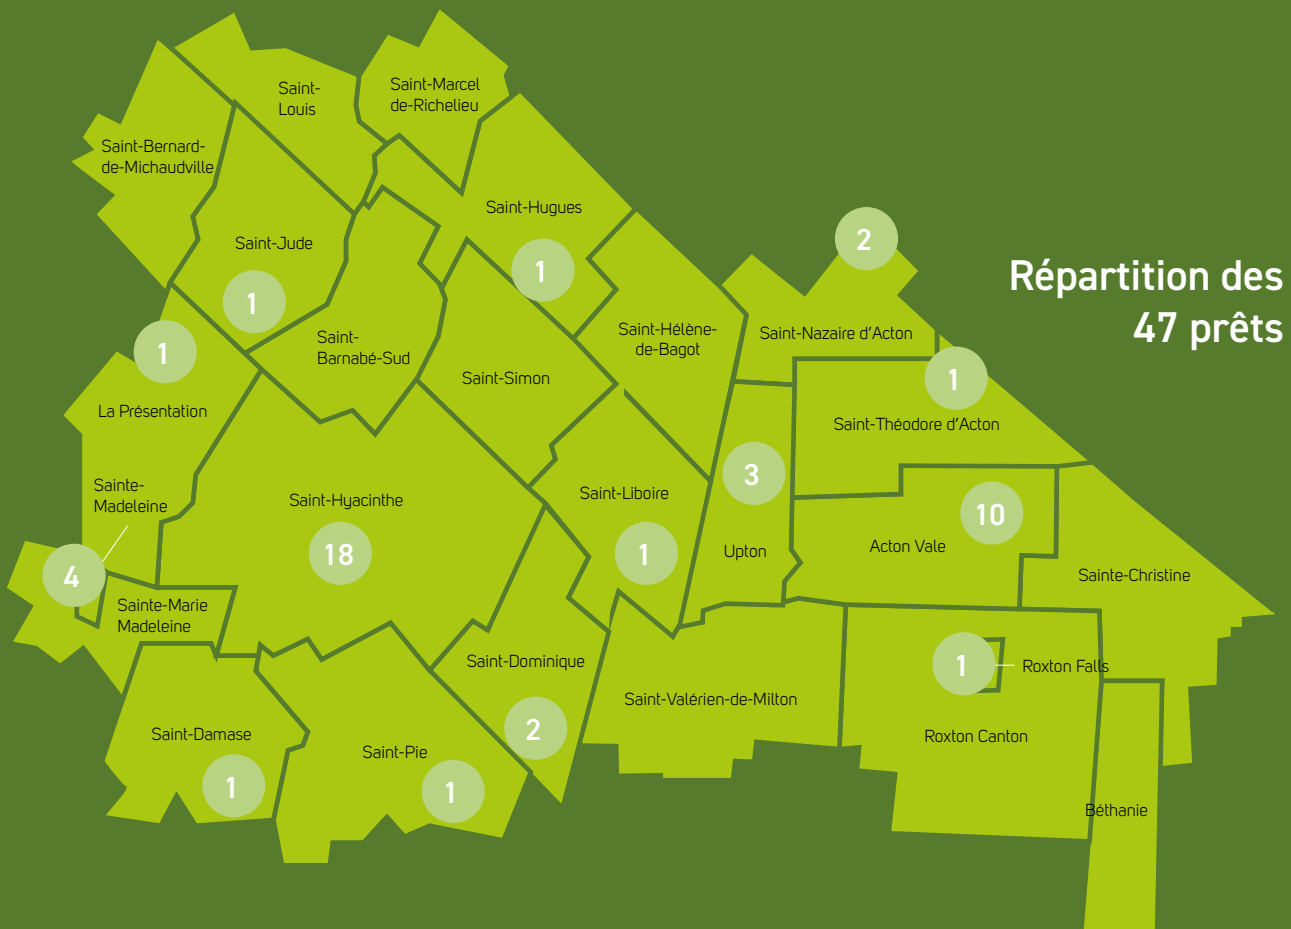 Saint-
Louis
Saint-Marcel
de-Richelieu
Saint-Bernard-
de-Michaudville
Saint-Hugues
1
Saint-Jude
1
2
Répartition des
47 prêts
Saint-
Barnabé-Sud
Saint-Hélène-
de-Bagot
Saint-Nazaire d'Acton
1
La Présentation
Saint-Simon
1
Saint-Théodore d'Acton
Sainte-
Madeleine
4
Saint-Hyacinthe
18
Saint-Liboire
1
3
Upton
10
Acton Vale
Sainte-Christine
Sainte-Marie
Madeleine
Saint-Dominique
2
Saint-Valérien-de-Milton
1
Roxton Falls
Roxton Canton
Saint-Damase
1
Saint-Pie
1
Béthanie